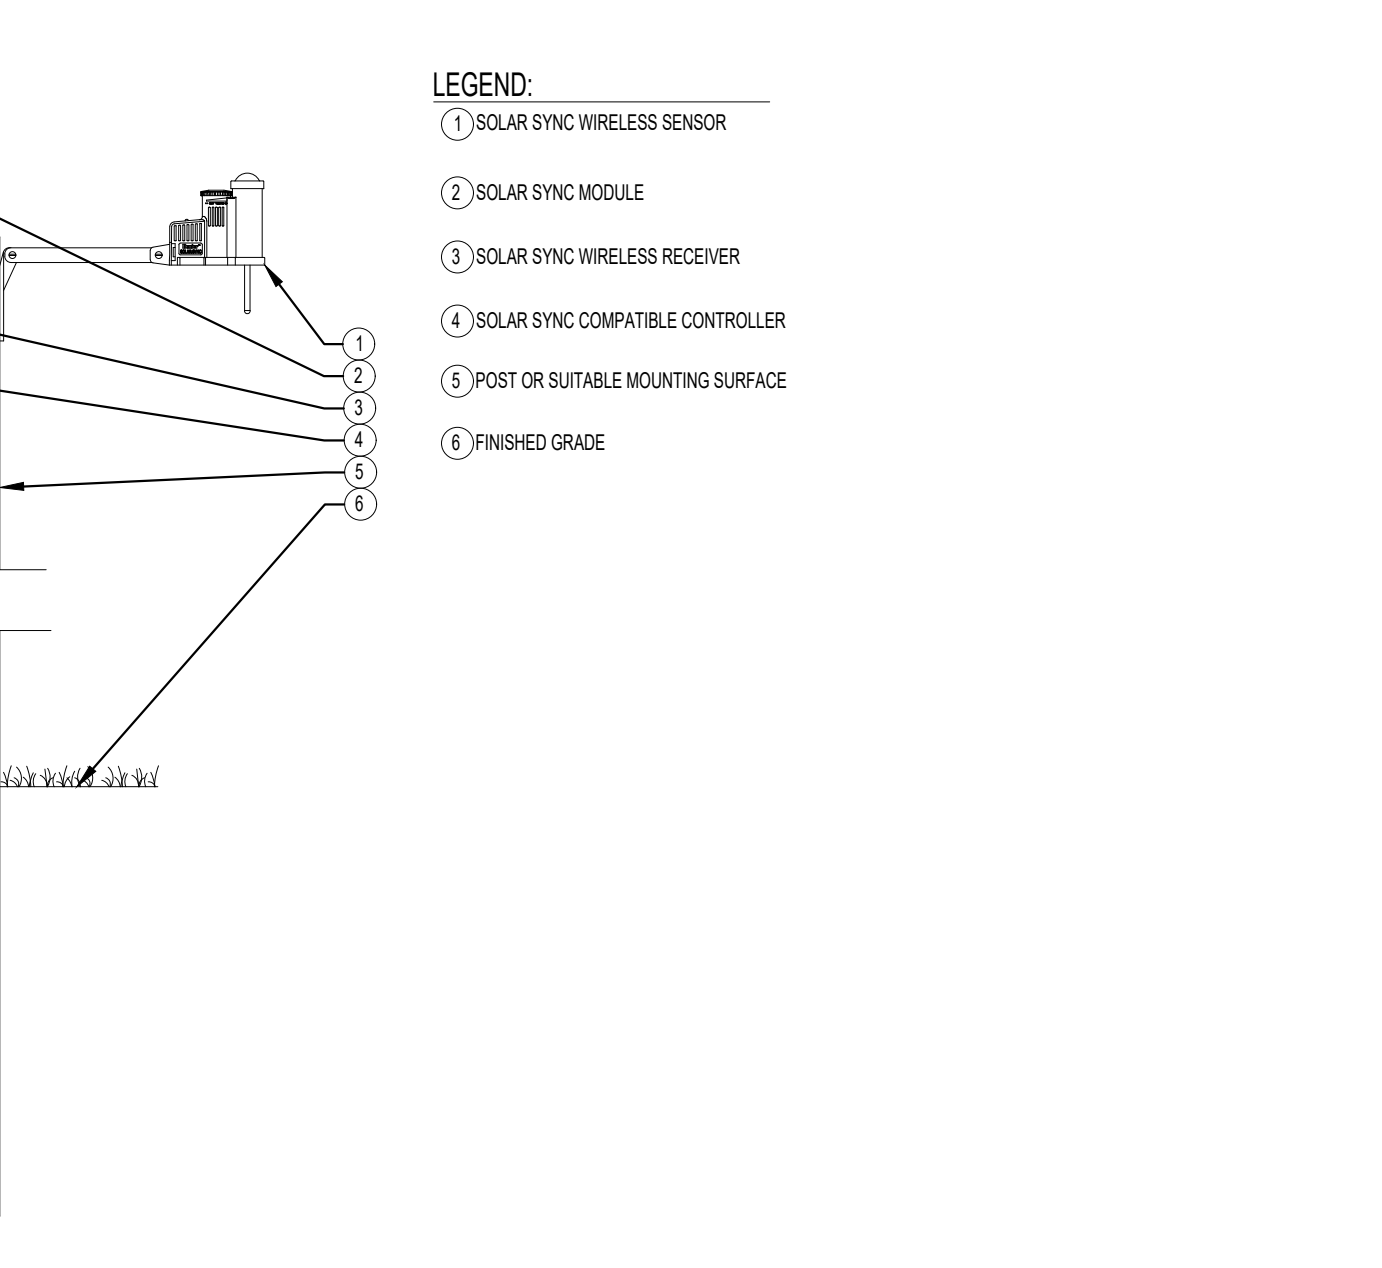 LEGEND:
1 SOLAR SYNC WIRELESS SENSOR
2 SOLAR SYNC MODULE
3 SOLAR SYNC WIRELESS RECEIVER
4 SOLAR SYNC COMPATIBLE CONTROLLER
5 POST OR SUITABLE MOUNTING SURFACE
6 FINISHED GRADE
1
2
3
4
5
6